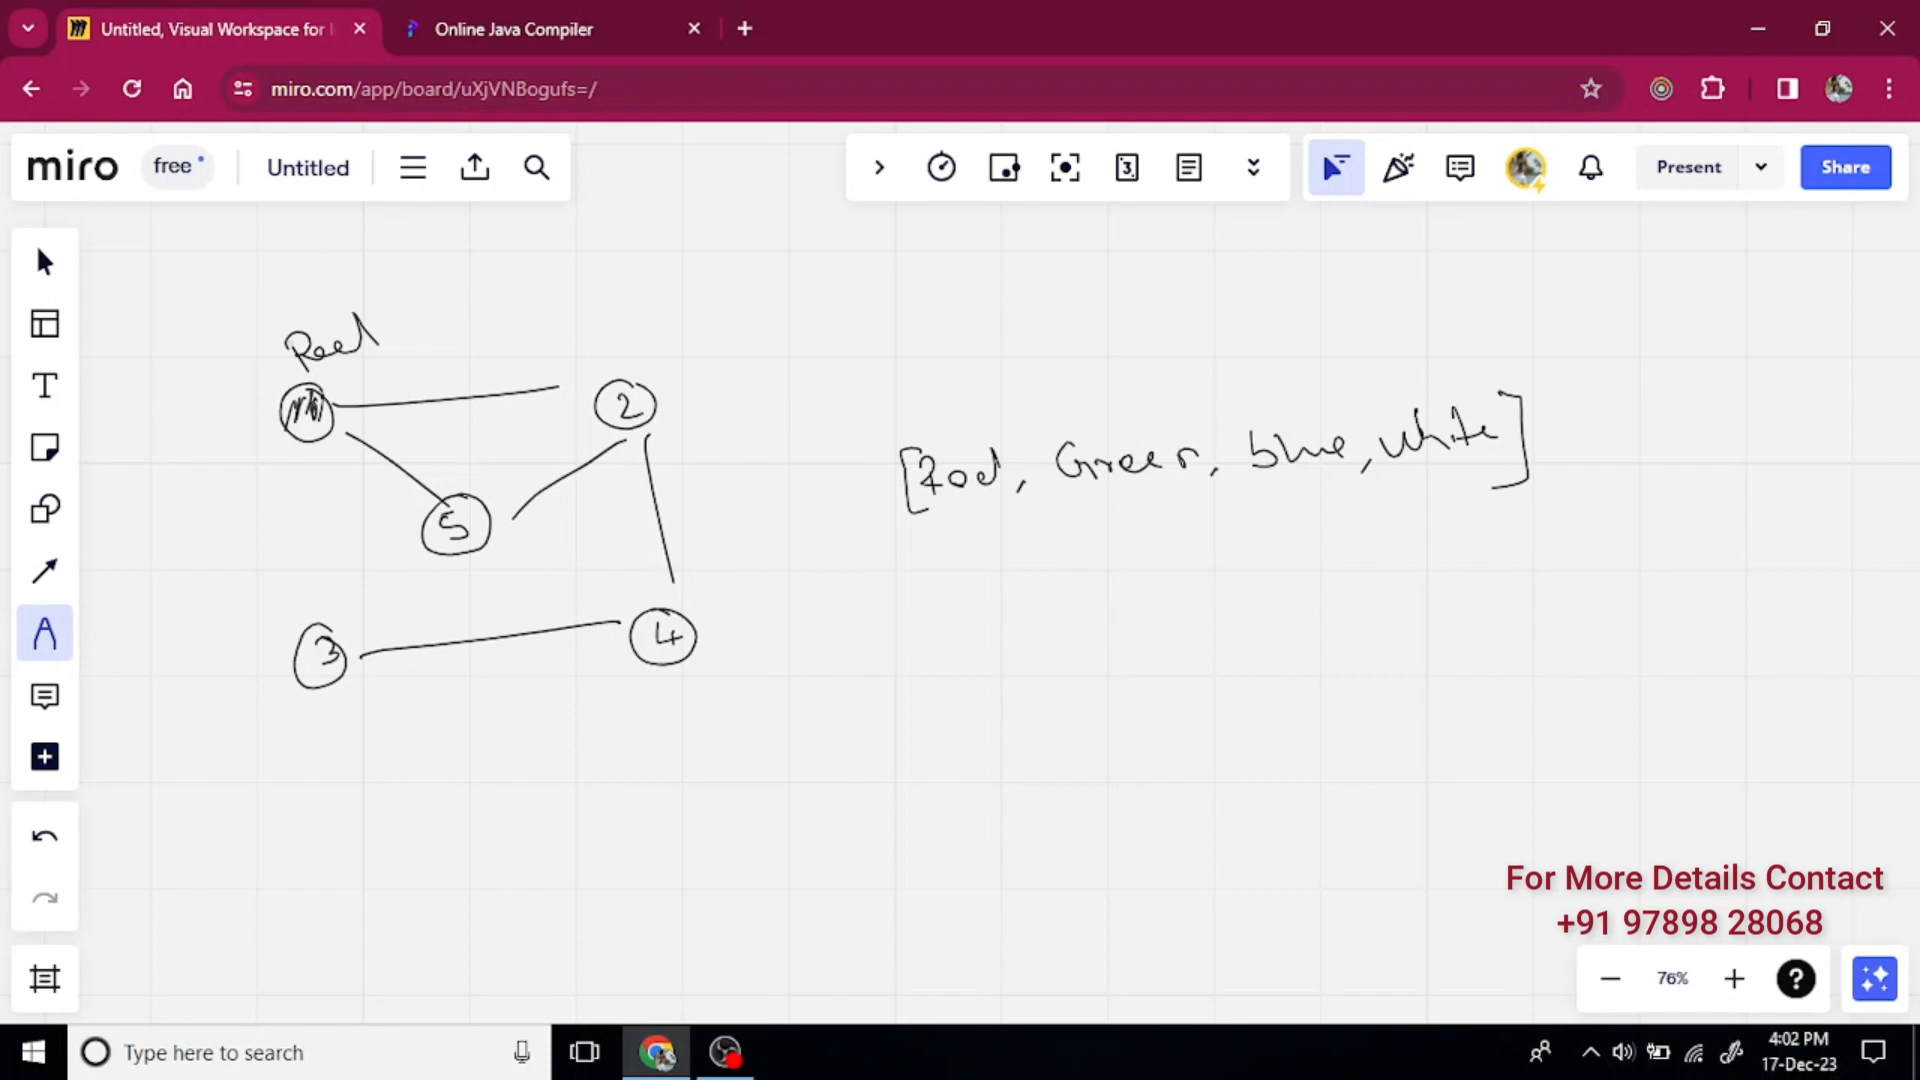 Untitled, Visual Workspace for I
Online Java Compiler
miro.com/app/board/uXjVNBogufs=/
miro
free
Untitled
3
Present
Share
Red
2
[Red, Green, blue, white]
5
3
4
For More Details Contact
+91 97898 28068
76%
?
Type here to search
4:02 PM
17-Dec-23